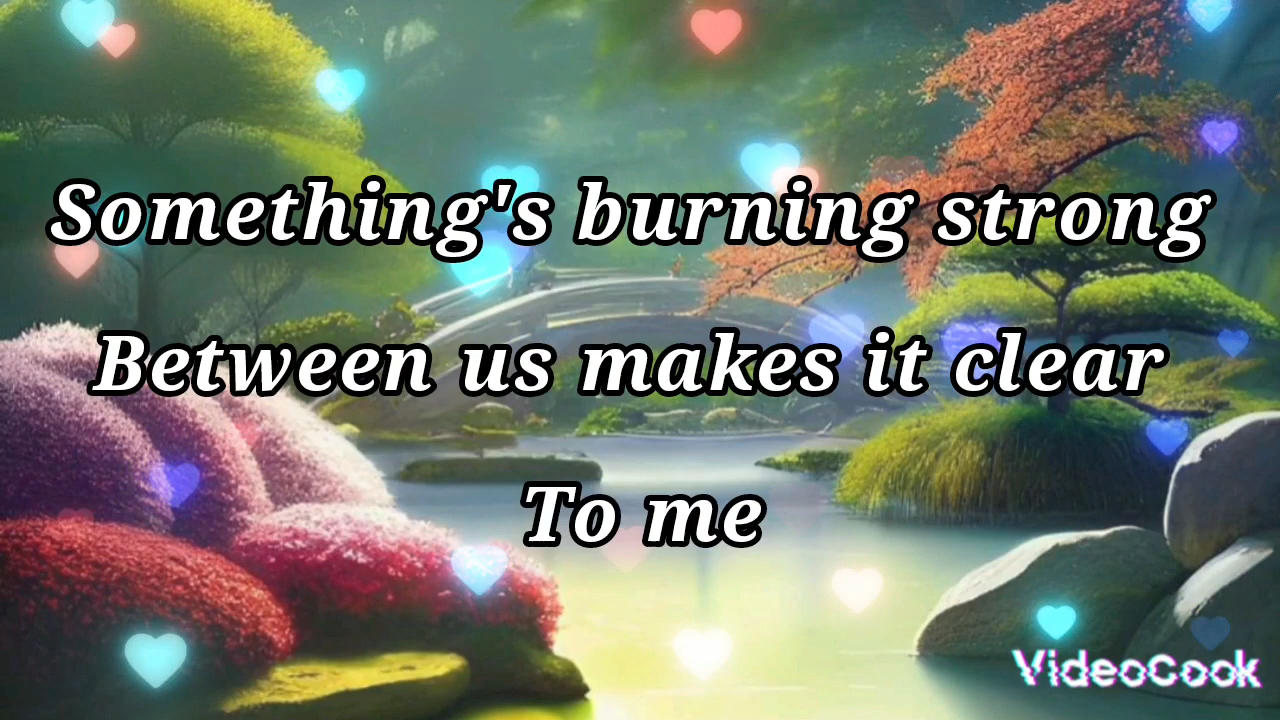 Something's burning strong
Between us makes it clear
To me
VideoCook